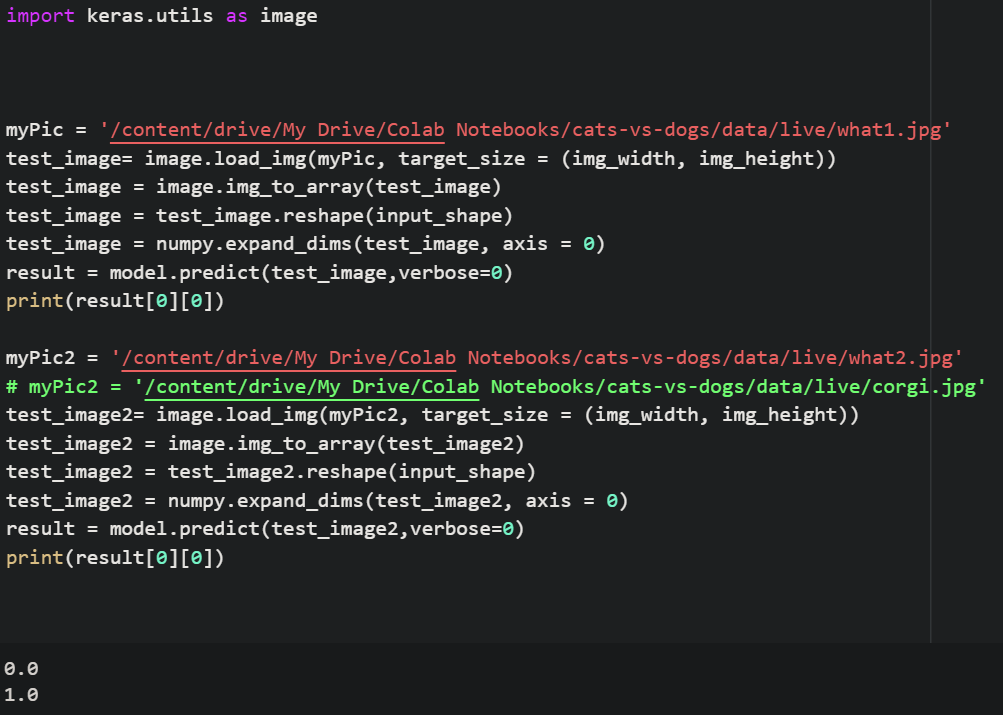 import keras.utils as image
myPic = '/content/drive/My Drive/Colab Notebooks/cats-vs-dogs/data/live/what1.jpg'
test_image= image.load_img(myPic, target_size = (img_width, img_height))
test_image = image.img_to_array(test_image)
test_image = test_image.reshape(input_shape)
test_image = numpy.expand_dims(test_image, axis = 0)
result = model.predict(test_image,verbose=0)
print(result[0][0])
myPic2 = '/content/drive/My Drive/Colab Notebooks/cats-vs-dogs/data/live/what2.jpg'
# myPic2 = '/content/drive/My Drive/Colab Notebooks/cats-vs-dogs/data/live/corgi.jpg'
test_image2= image.load_img(myPic2, target_size = (img_width, img_height))
test_image2 = image.img_to_array(test_image2)
test_image2 = test_image2.reshape(input_shape)
test_image2 = numpy.expand_dims(test_image2, axis = 0)
result = model.predict(test_image2,verbose=0)
print(result[0][0])
0.0
1.0